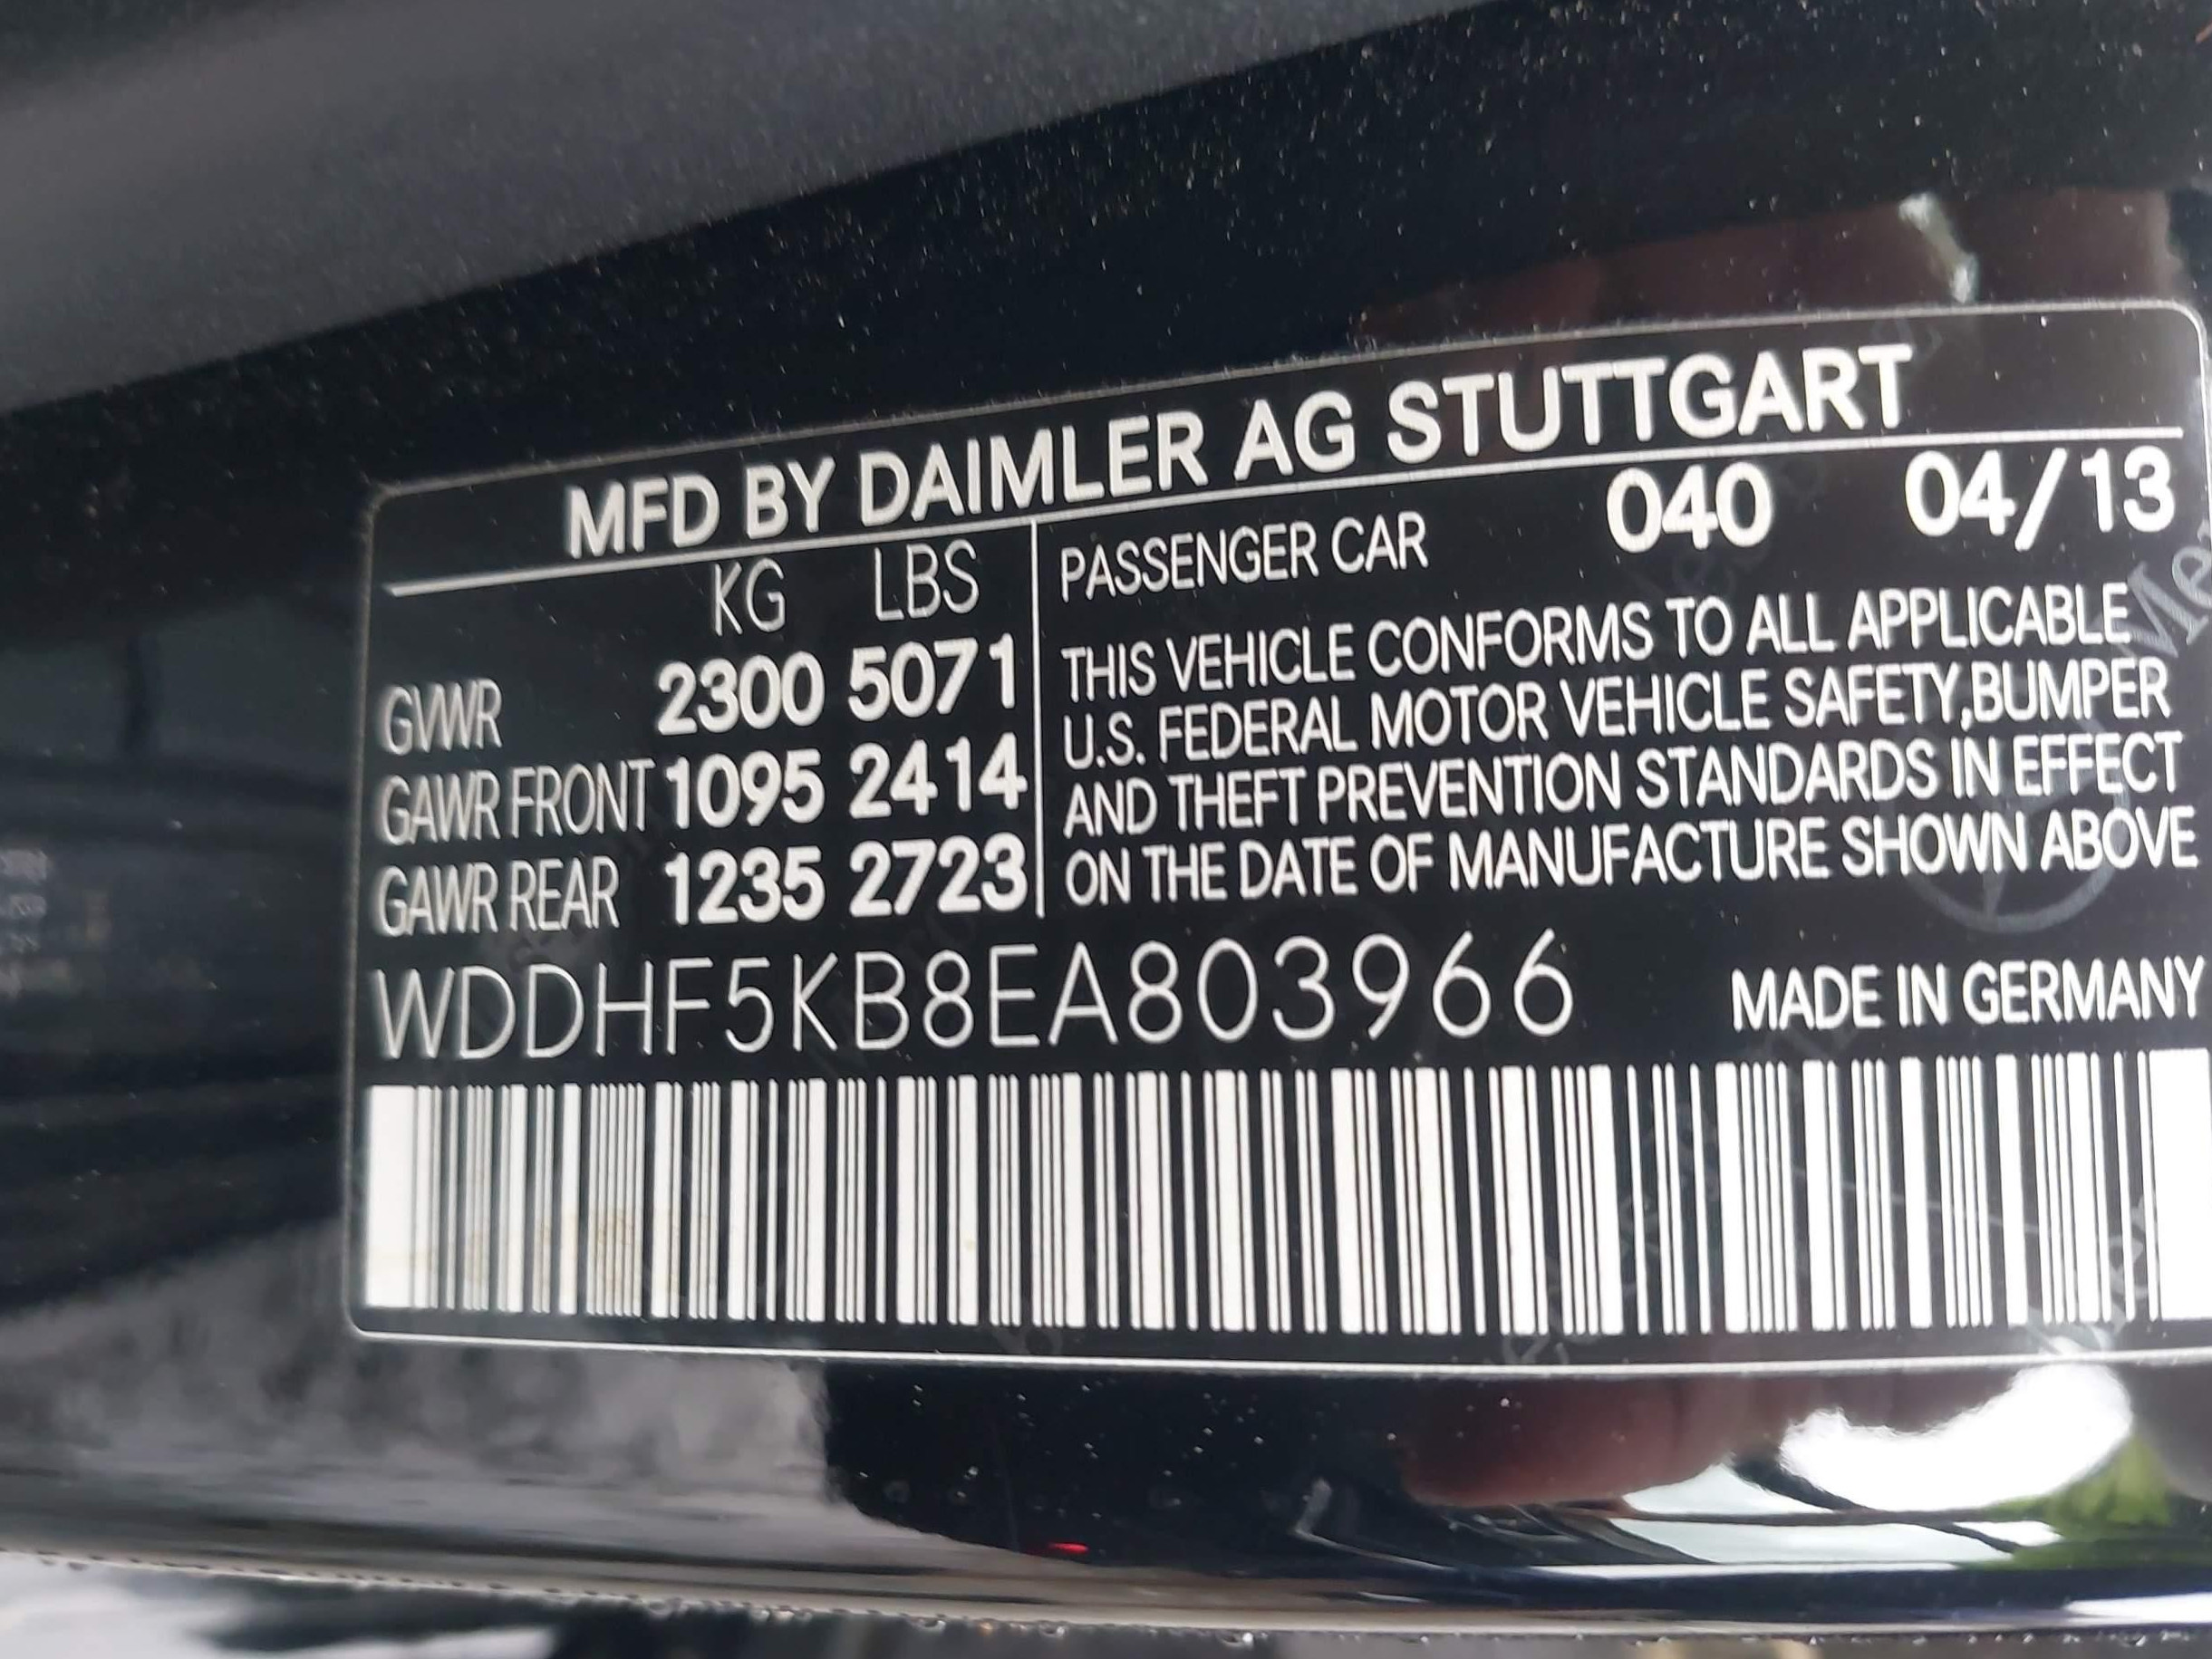 MFD BY DAIMLER AG STUTTGART
KG LBS
GVWR 2300 5071
GAWR FRONT 1095 2414
GAWR REAR 1235 2723
PASSENGER CAR 040 04/13
THIS VEHICLE CONFORMS TO ALL APPLICABLE
U.S. FEDERAL MOTOR VEHICLE SAFETY,BUMPER
AND THEFT PREVENTION STANDARDS IN EFFECT
ON THE DATE OF MANUFACTURE SHOWN ABOVE
WDDHF5KB8EA803966 MADE IN GERMANY